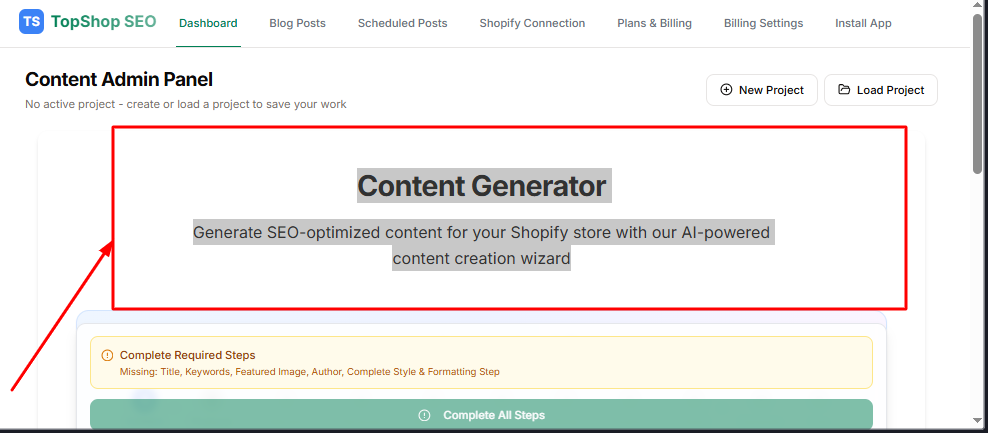 TS TopShop SEO Dashboard Blog Posts Scheduled Posts Shopify Connection Plans & Billing Billing Settings Install App
Content Admin Panel
No active project - create or load a project to save your work
New Project Load Project
Content Generator
Generate SEO-optimized content for your Shopify store with our AI-powered
content creation wizard
Complete Required Steps
Missing: Title, Keywords, Featured Image, Author, Complete Style & Formatting Step
Complete All Steps